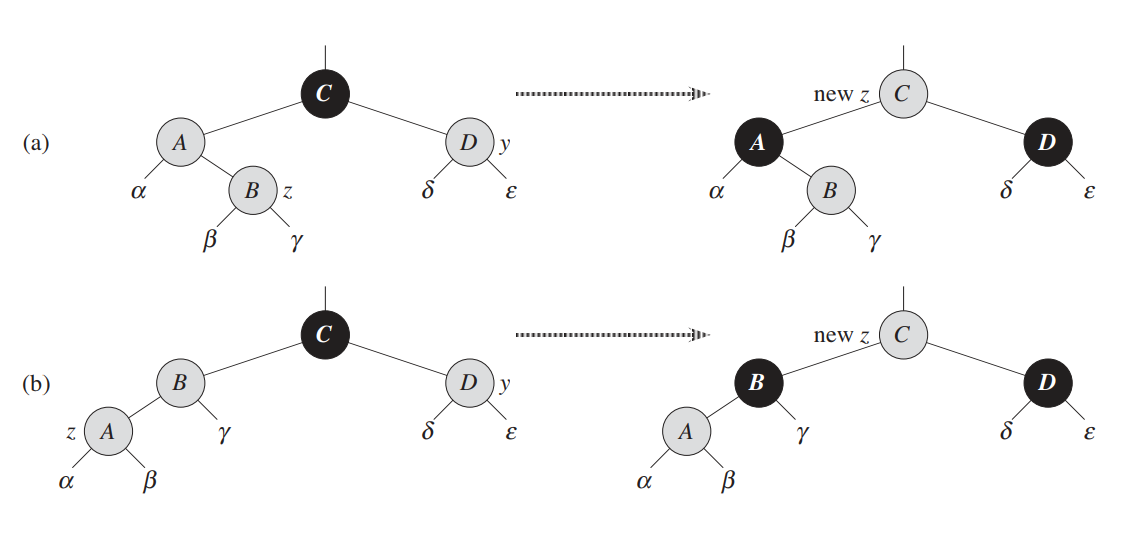 C new z C
(a) A D y A D
α B z δ ε α B δ ε
β γ β γ
C new z C
(b) B D y B D
z A γ δ ε A γ δ ε
α β α β